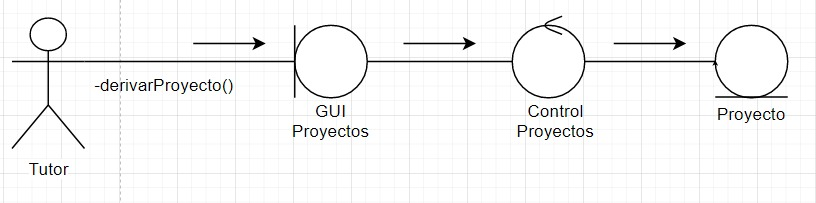 -derivarProyecto()
GUI
Proyectos
Control
Proyectos
Proyecto
Tutor